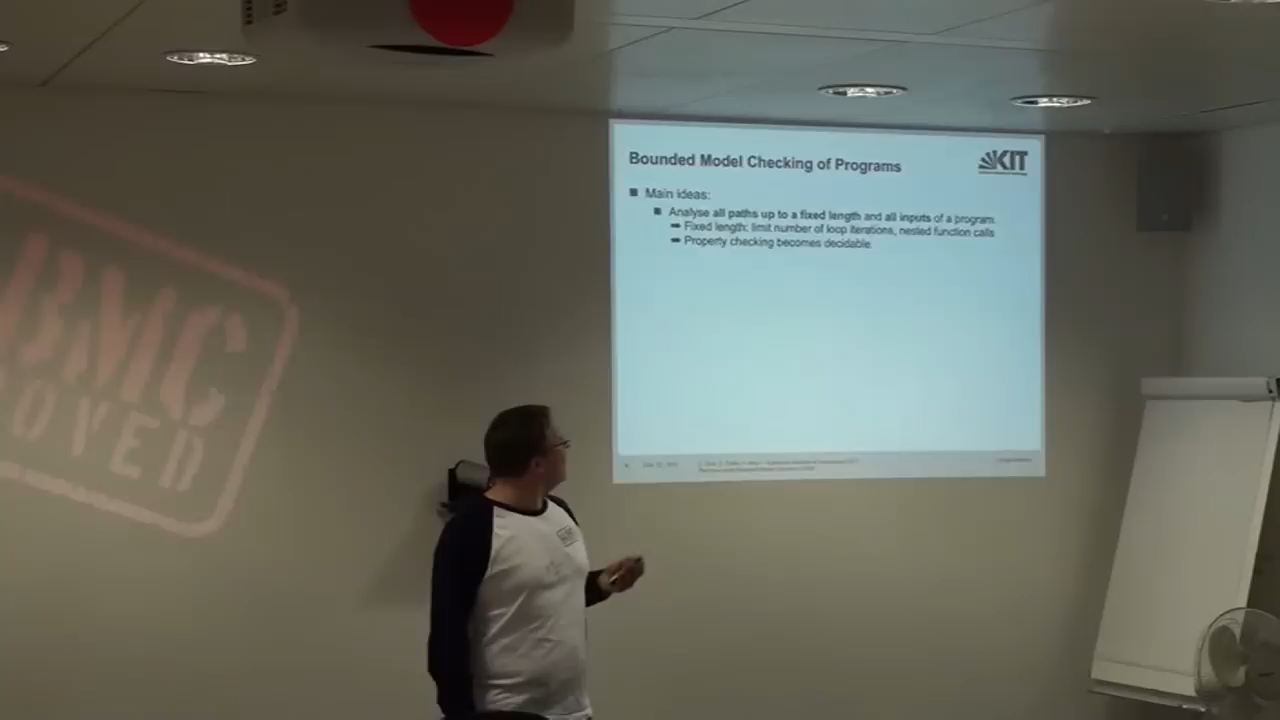 Bounded Model Checking of Programs
KIT
Main ideas:
Analyse all paths up to a fixed length and all inputs of a program.
Fixed length: limit number of loop iterations, nested function calls
Property checking becomes decidable
BMC